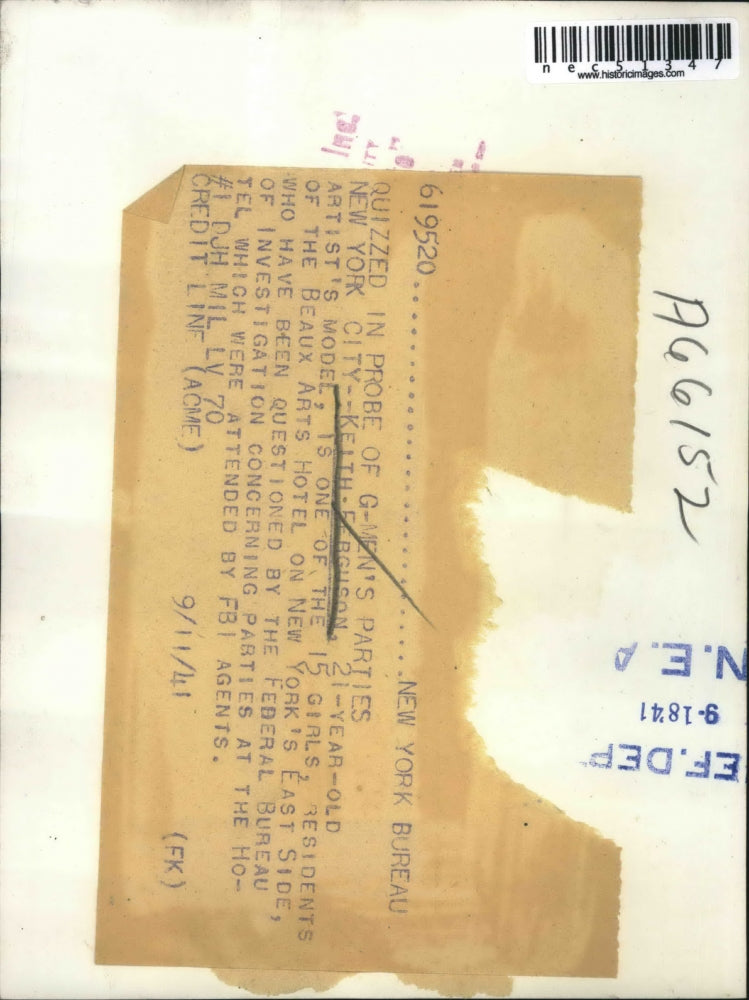 nec51347
www.historicimages.com
A66152
Inc
N.E.A
9-1841
EF.DEP
619520..........................NEW YORK BUREAU
QUIZZED IN PROBE OF G-MEN'S PARTIES
NEW YORK CITY--KEITH FERGUSON, 21-YEAR-OLD
ARTIST'S MODEL, IS ONE OF THE 15 GIRLS, RESIDENTS
OF THE BEAUX ARTS HOTEL ON NEW YORK'S EAST SIDE,
WHO HAVE BEEN QUESTIONED BY THE FEDERAL BUREAU
OF INVESTIGATION CONCERNING PARTIES AT THE HO-
TEL WHICH WERE ATTENDED BY FBI AGENTS.
#1 DJH MIL LV 70
CREDIT LINE (ACME) 9/11/41 (FK)